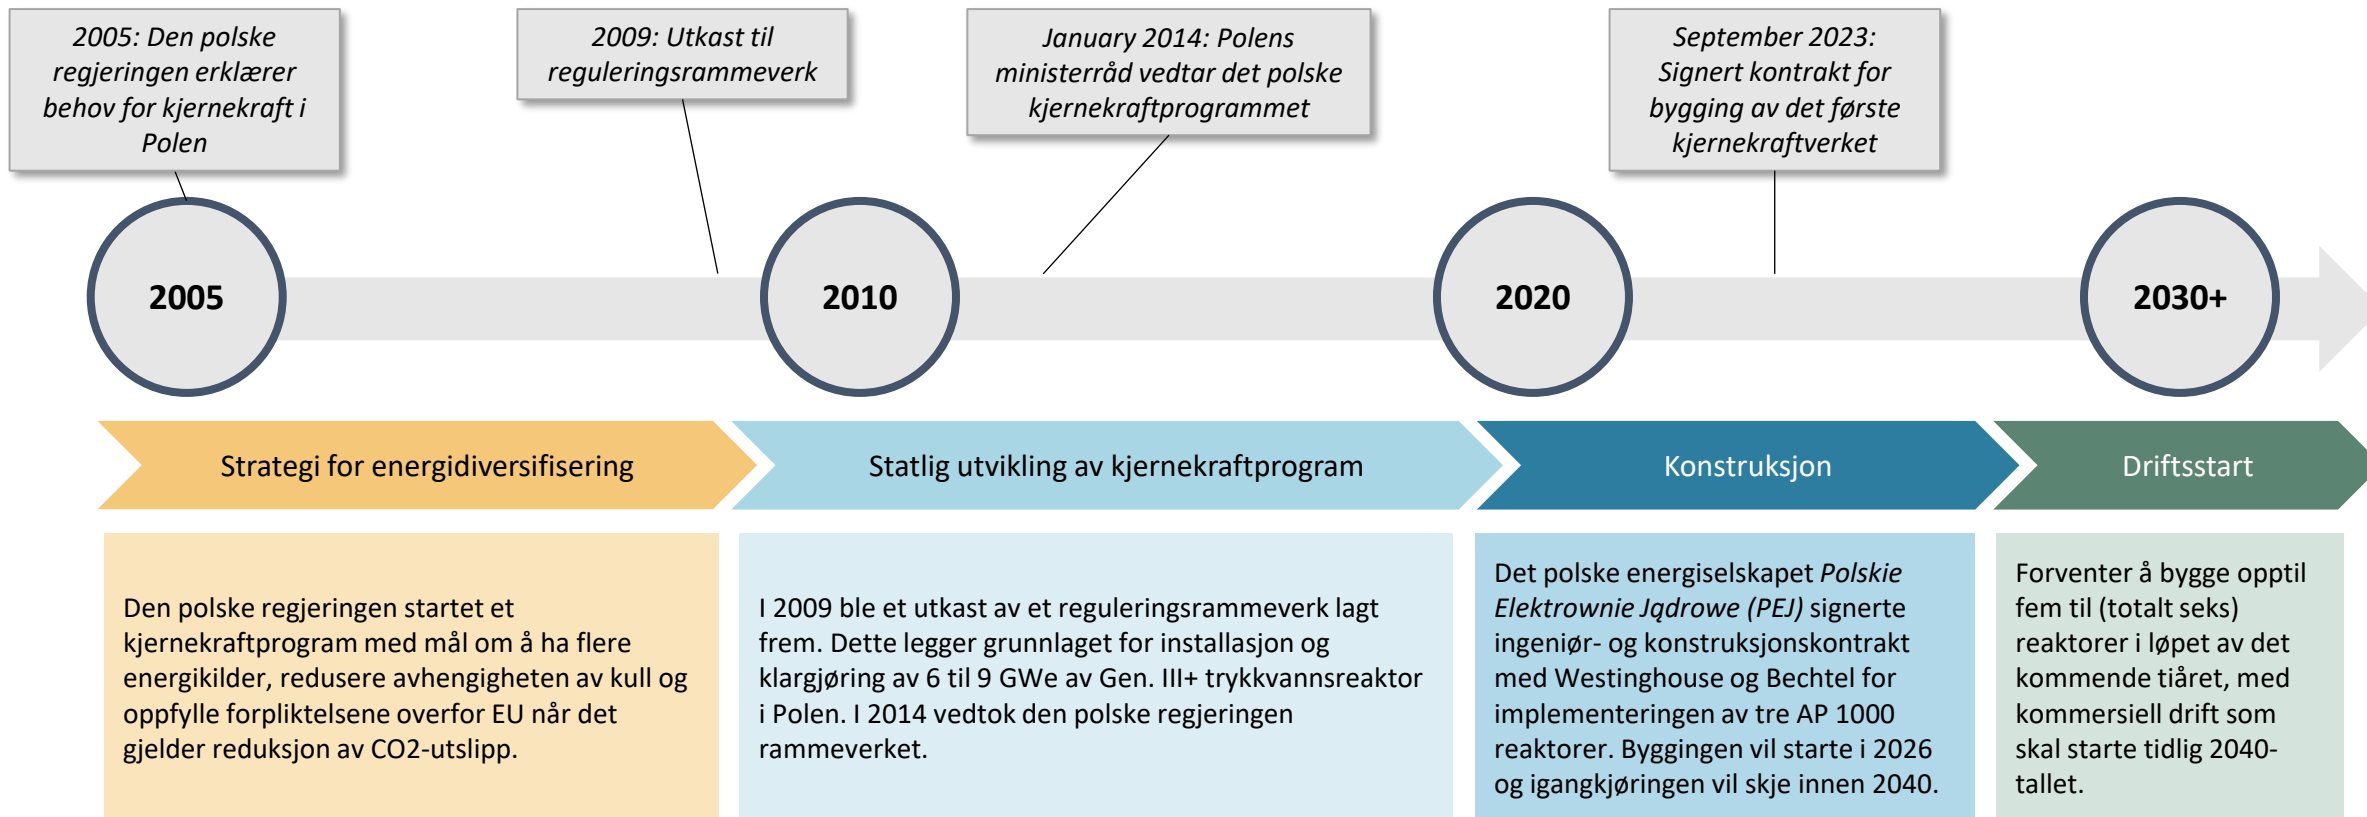 2005: Den polske
regjeringen erklærer
behov for kjernekraft i
Polen
2009: Utkast til
reguleringsrammeverk
January 2014: Polens
ministerråd vedtar det polske
kjernekraftprogrammet
September 2023:
Signert kontrakt for
bygging av det første
kjernekraftverket
2005
2010
2020
2030+
Strategi for energidiversifisering
Statlig utvikling av kjernekraftprogram
Konstruksjon
Driftsstart
Den polske regjeringen startet et
kjernekraftprogram med mål om å ha flere
energikilder, redusere avhengigheten av kull og
oppfylle forpliktelsene overfor EU når det
gjelder reduksjon av CO2-utslipp.
I 2009 ble et utkast av et reguleringsrammeverk lagt
frem. Dette legger grunnlaget for installasjon og
klargjøring av 6 til 9 GWe av Gen. III+ trykkvannsreaktor
i Polen. I 2014 vedtok den polske regjeringen
rammeverket.
Det polske energiselskapet Polskie
Elektrownie Jądrowe (PEJ) signerte
ingeniør- og konstruksjonskontrakt
med Westinghouse og Bechtel for
implementeringen av tre AP 1000
reaktorer. Byggingen vil starte i 2026
og igangkjøringen vil skje innen 2040.
Forventer å bygge opptil
fem til (totalt seks)
reaktorer i løpet av det
kommende tiåret, med
kommersiell drift som
skal starte tidlig 2040-
tallet.